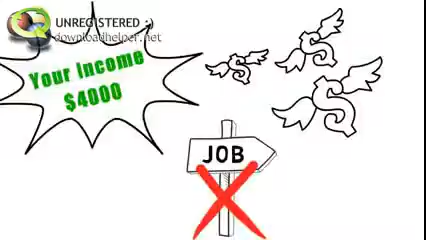 UNREGISTERED :)
downloadhelper.net
Your Income
$4000
$
$
$
JOB